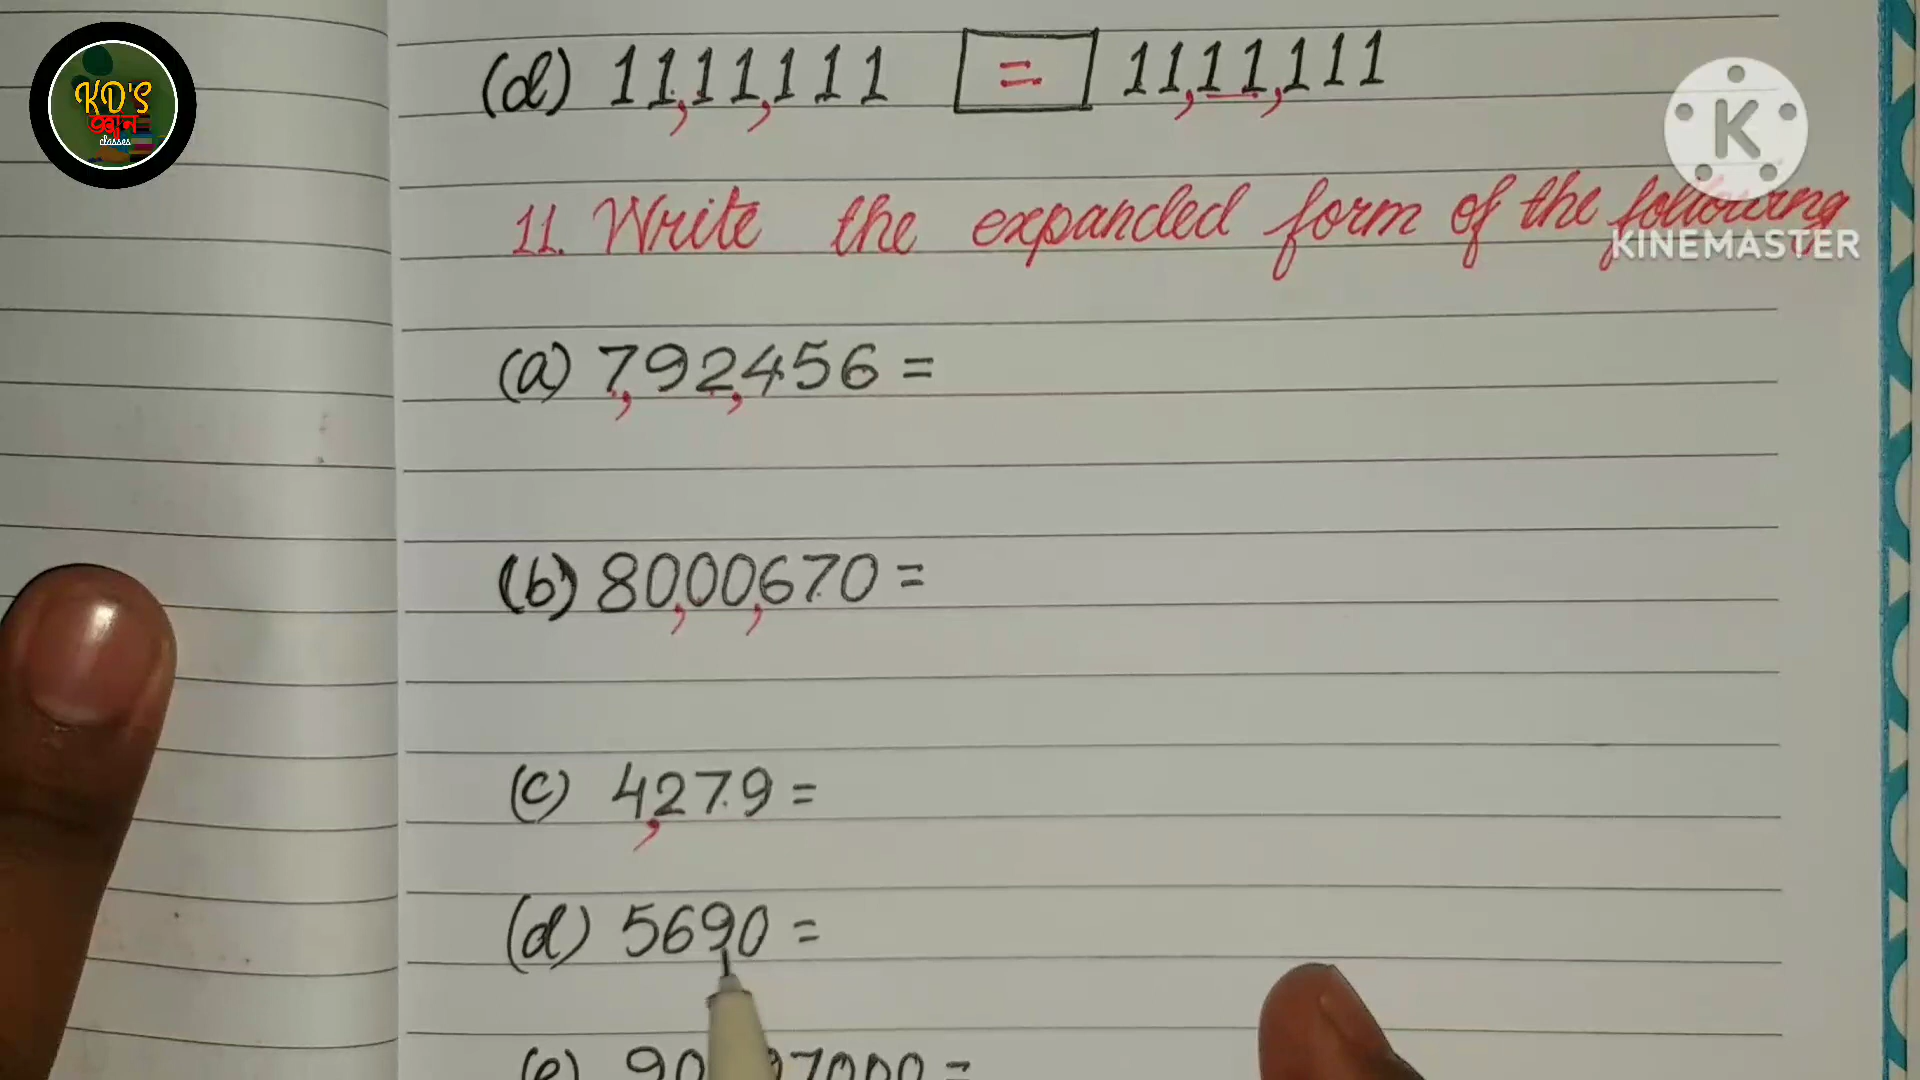 KD'S
জ্ঞান
classes
(d) 11,11,111 = 11,11,111
11. Write the expanded form of the following
KINEMASTER
(a) 7,92,456 =
(b) 80,00,670 =
(c) 4,279 =
(d) 5690 =